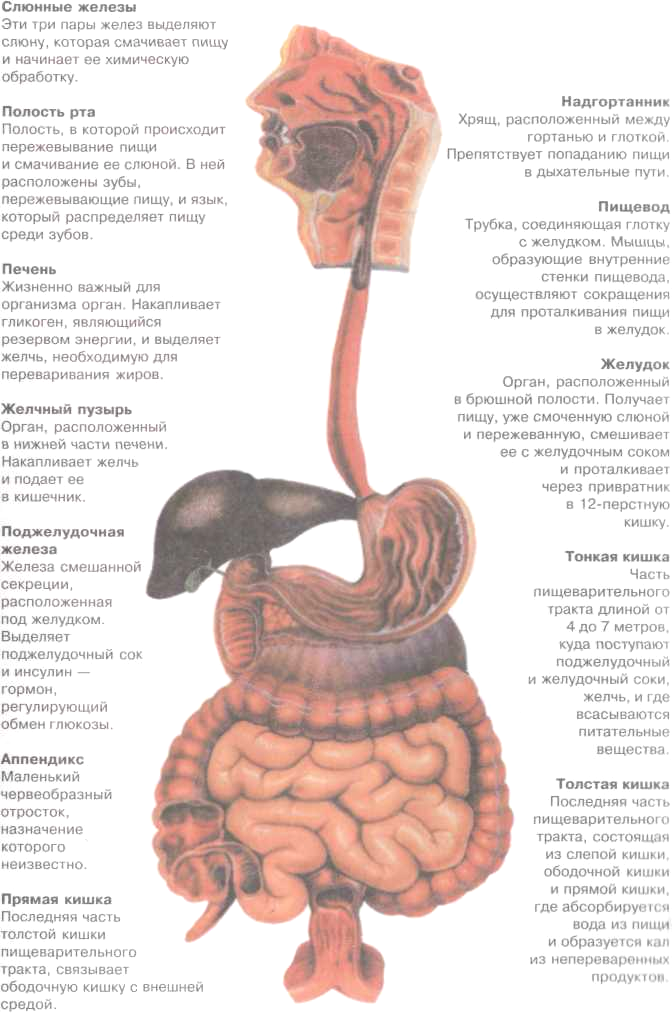 Слюнные железы
Эти три пары желез выделяют
слюну, которая смачивает пищу
и начинает ее химическую
обработку.
Полость рта
Полость, в которой происходит
пережевывание пищи
и смачивание ее слюной. В ней
расположены зубы,
пережевывающие пищу, и язык,
который распределяет пищу
среди зубов.
Печень
Жизненно важный для
организма орган. Накапливает
гликоген, являющийся
резервом энергии, и выделяет
желчь, необходимую для
переваривания жиров.
Желчный пузырь
Орган, расположенный
в нижней части печени.
Накапливает желчь
и подает ее
в кишечник.
Поджелудочная
железа
Железа смешанной
секреции,
расположенная
под желудком.
Выделяет
поджелудочный сок
и инсулин —
гормон,
регулирующий
обмен глюкозы.
Аппендикс
Маленький
червеобразный
отросток,
назначение
которого
неизвестно.
Прямая кишка
Последняя часть
толстой кишки
пищеварительного
тракта, связывает
ободочную кишку с внешней
средой.
Надгортанник
Хрящ, расположенный между
гортанью и глоткой.
Препятствует попаданию пищи
в дыхательные пути.
Пищевод
Трубка, соединяющая глотку
с желудком. Мышцы,
образующие внутренние
стенки пищевода,
осуществляют сокращения
для проталкивания пищи
в желудок.
Желудок
Орган, расположенный
в брюшной полости. Получает
пищу, уже смоченную слюной
и пережеванную, смешивает
ее с желудочным соком
и проталкивает
через привратник
в 12-перстную
кишку.
Тонкая кишка
Часть
пищеварительного
тракта длиной от
4 до 7 метров,
куда поступают
поджелудочный
и желудочный соки,
желчь, и где
всасываются
питательные
вещества.
Толстая кишка
Последняя часть
пищеварительного
тракта, состоящая
из слепой кишки,
ободочной кишки
и прямой кишки,
где абсорбируется
вода из пищи
и образуется кал
из непереваренных
продуктов.